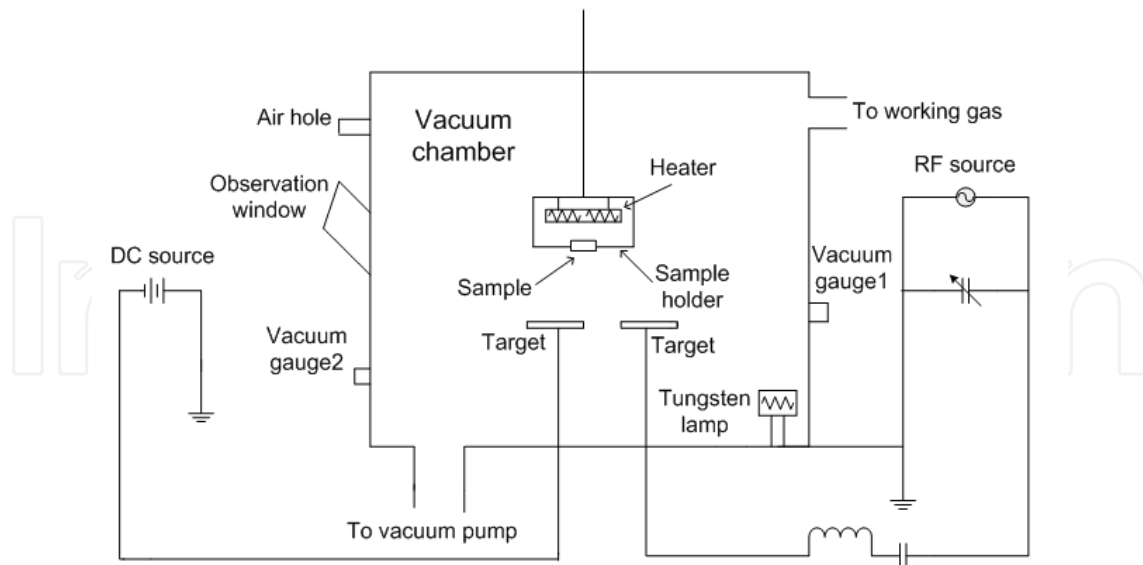 Air hole
Vacuum
chamber
To working gas
Observation
window
Heater
RF source
DC source
Sample
Sample
holder
Vacuum
gauge1
Vacuum
gauge2
Target
Target
Tungsten
lamp
To vacuum pump